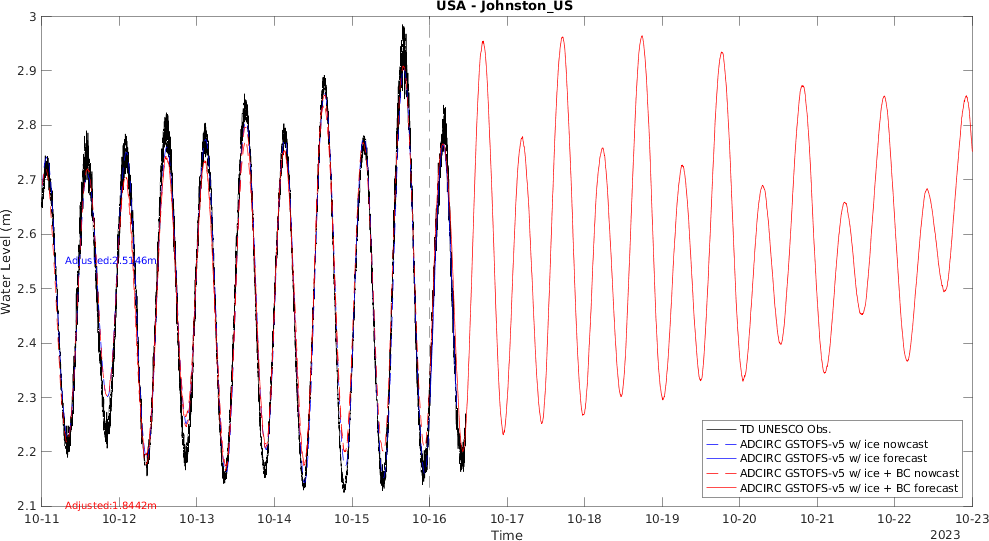 USA - Johnston_US
3
2.9
2.8
2.7
2.6
2.5
2.4
2.3
2.2
2.1
Water Level (m)
Adjusted:2.5146m
Adjusted:1.8442m
TD UNESCO Obs.
ADCIRC GSTOFS-v5 w/ ice nowcast
ADCIRC GSTOFS-v5 w/ ice forecast
ADCIRC GSTOFS-v5 w/ ice + BC nowcast
ADCIRC GSTOFS-v5 w/ ice + BC forecast
10-11 10-12 10-13 10-14 10-15 10-16 10-17 10-18 10-19 10-20 10-21 10-22 10-23
Time
2023